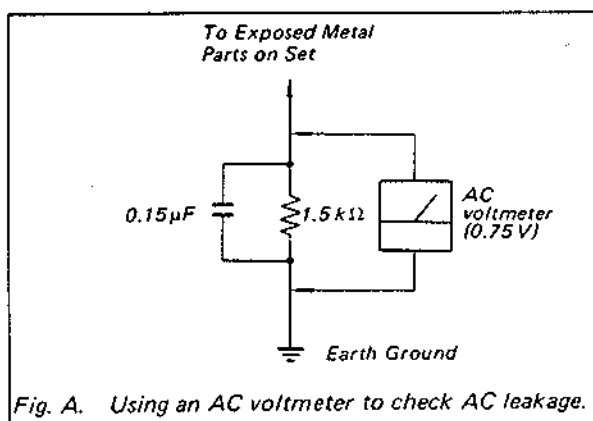 To Exposed Metal
Parts on Set
0.15μF
1.5 kΩ
AC
voltmeter
(0.75 V)
Earth Ground
Fig. A. Using an AC voltmeter to check AC leakage.